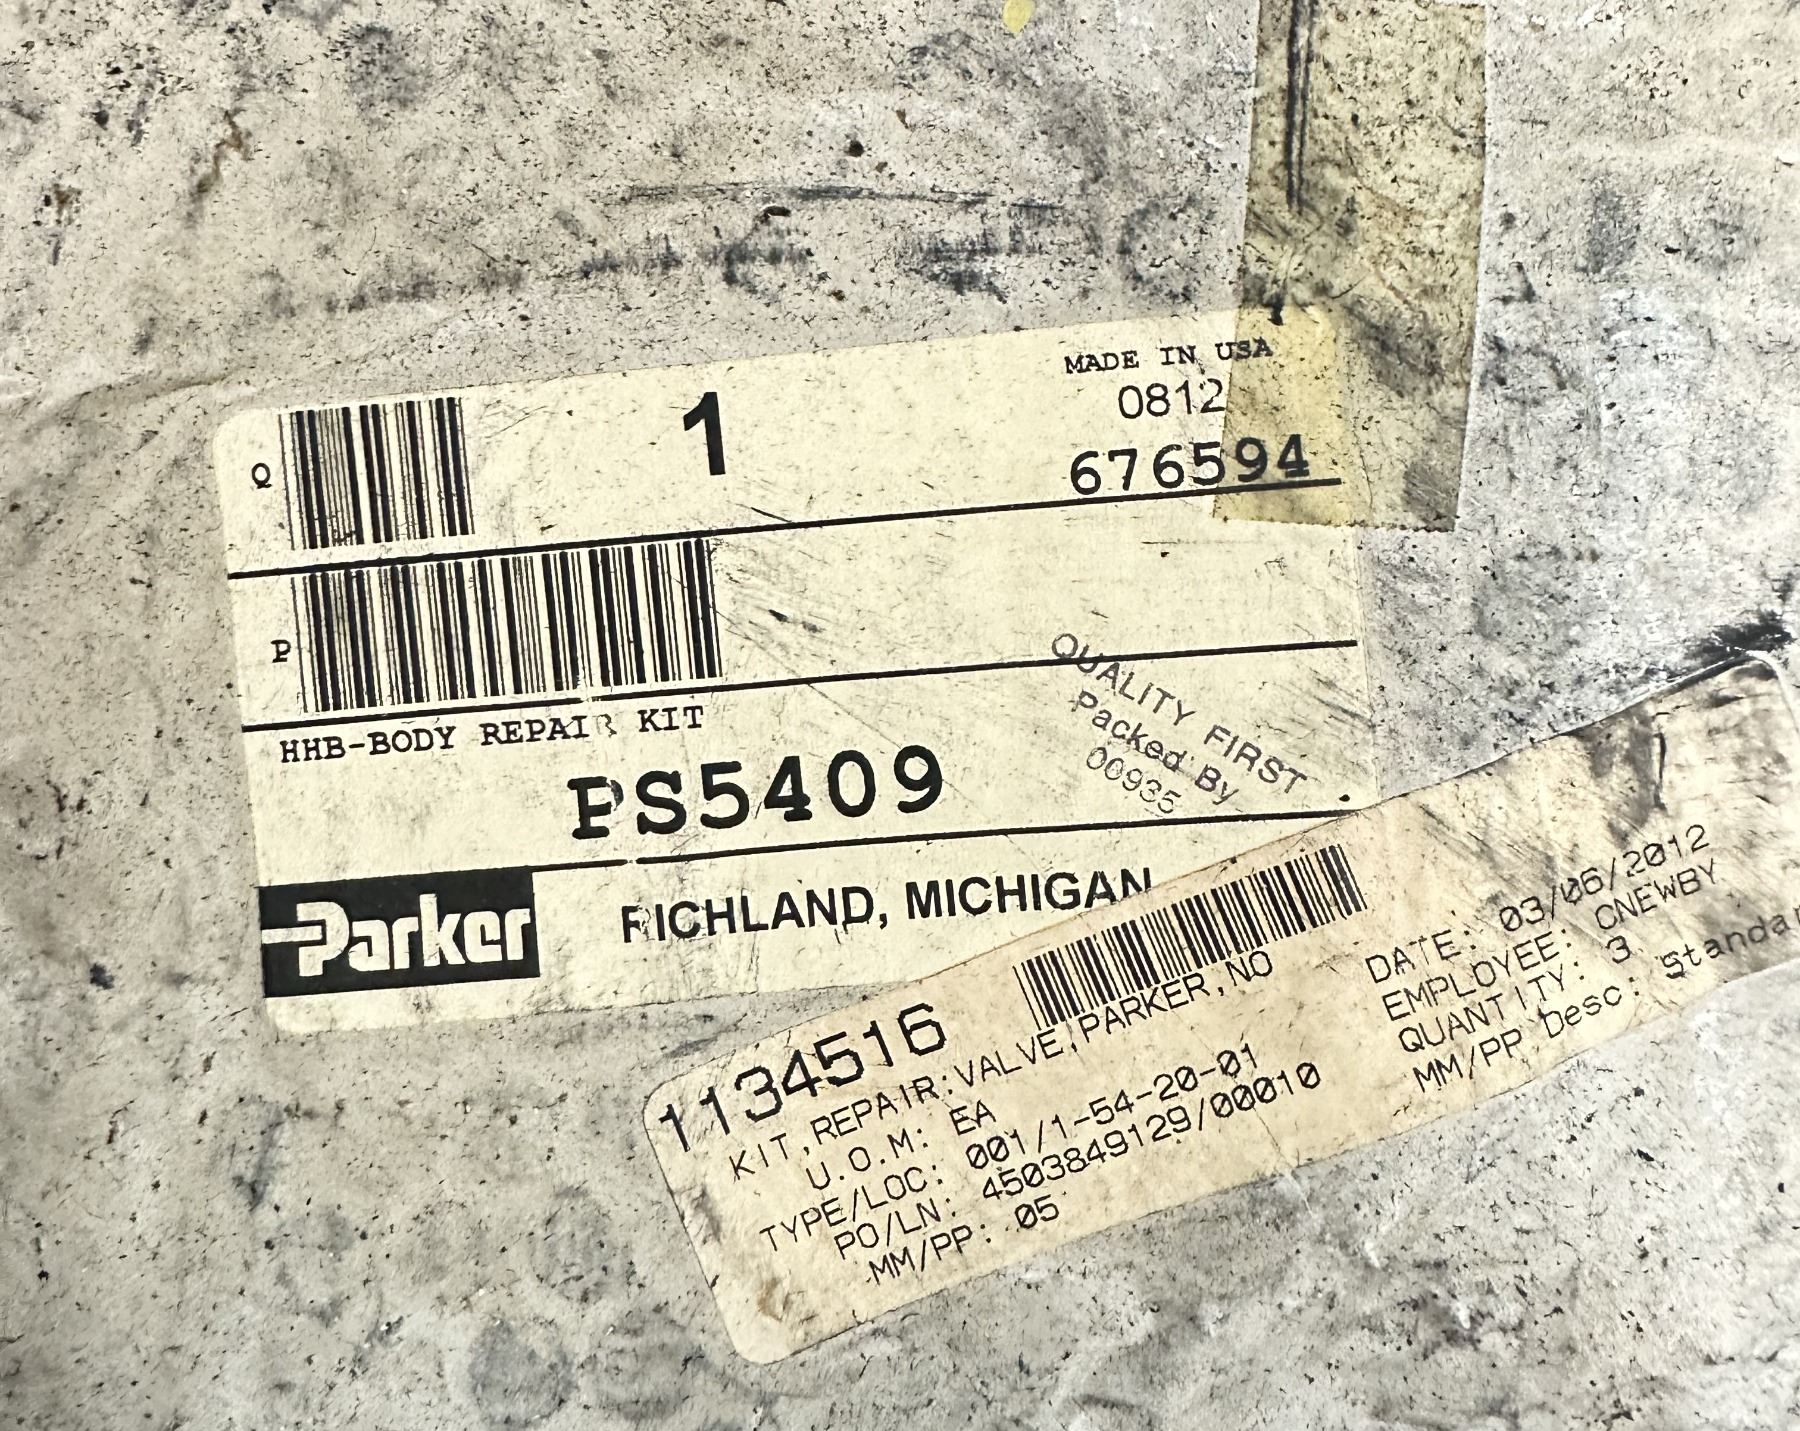 Q
1
MADE IN USA
0812
676594
P
HHB-BODY REPAIR KIT
PS5409
QUALITY FIRST
Packed By
00935
Parker
RICHLAND, MICHIGAN
1134516
KIT,REPAIR:VALVE,PARKER,NO
U.O.M: EA
TYPE/LOC: 001/1-54-20-01
PO/LN: 4503849129/00010
MM/PP: 05
DATE: 03/06/2012
EMPLOYEE: CNEWBY
QUANTITY: 3
MM/PP Desc: Standar